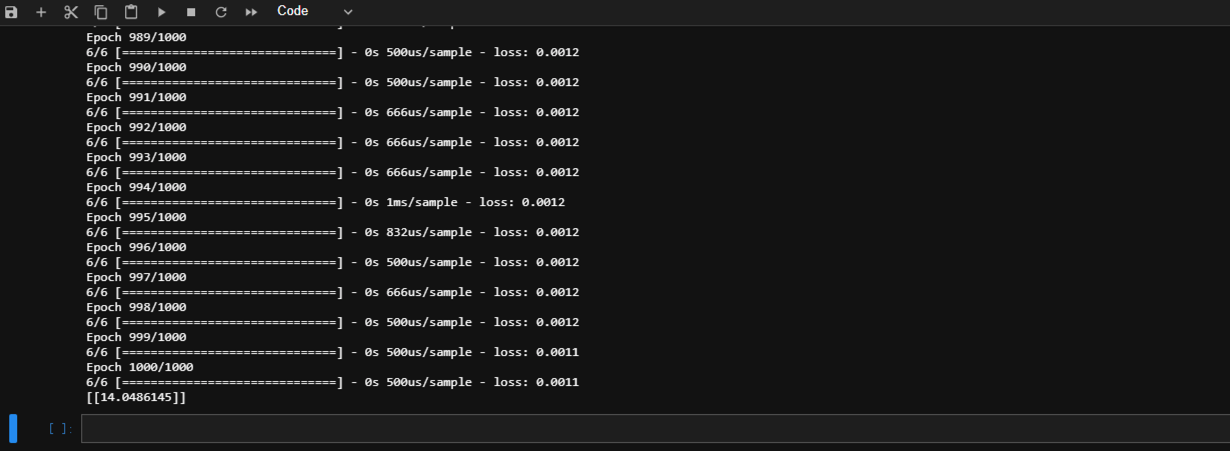 Code
Epoch 989/1000
6/6 [==============================] - 0s 500us/sample - loss: 0.0012
Epoch 990/1000
6/6 [==============================] - 0s 500us/sample - loss: 0.0012
Epoch 991/1000
6/6 [==============================] - 0s 666us/sample - loss: 0.0012
Epoch 992/1000
6/6 [==============================] - 0s 666us/sample - loss: 0.0012
Epoch 993/1000
6/6 [==============================] - 0s 666us/sample - loss: 0.0012
Epoch 994/1000
6/6 [==============================] - 0s 1ms/sample - loss: 0.0012
Epoch 995/1000
6/6 [==============================] - 0s 832us/sample - loss: 0.0012
Epoch 996/1000
6/6 [==============================] - 0s 500us/sample - loss: 0.0012
Epoch 997/1000
6/6 [==============================] - 0s 666us/sample - loss: 0.0012
Epoch 998/1000
6/6 [==============================] - 0s 500us/sample - loss: 0.0012
Epoch 999/1000
6/6 [==============================] - 0s 500us/sample - loss: 0.0011
Epoch 1000/1000
6/6 [==============================] - 0s 500us/sample - loss: 0.0011
[[14.0486145]]
[ ]: